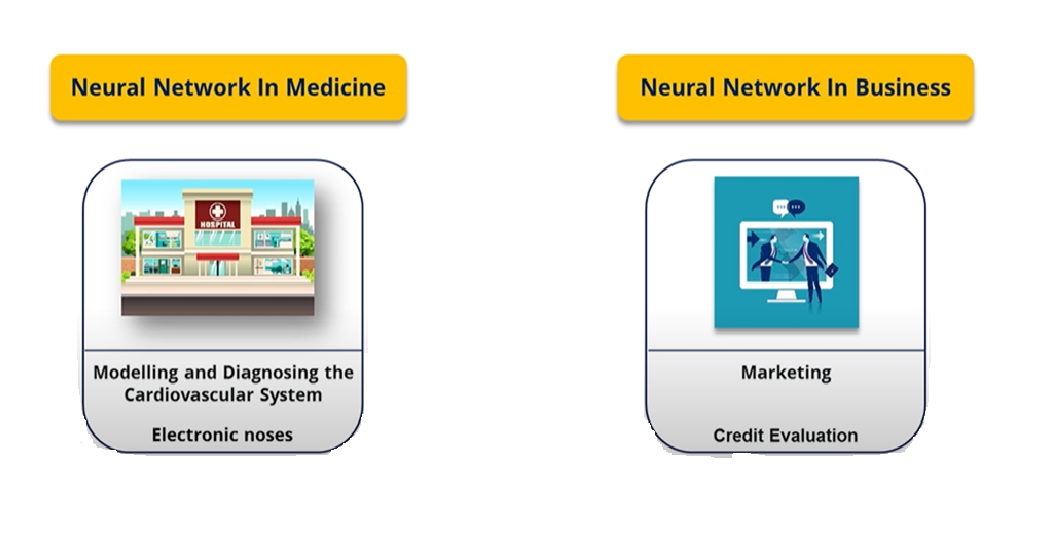 Neural Network In Medicine
Neural Network In Business
HOSPITAL
Modelling and Diagnosing the
Cardiovascular System
Electronic noses
Marketing
Credit Evaluation